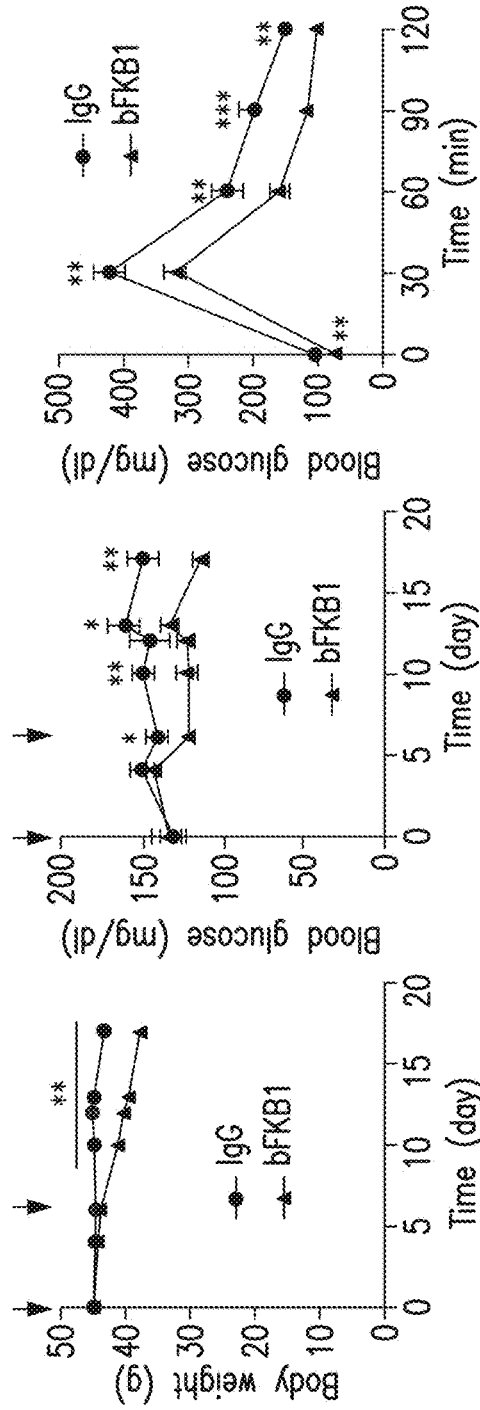 Body weight (g)
50
40
30
20
10
0
**
IgG
bFKB1
0 5 10 15 20
Time (day)
Blood glucose (mg/dl)
200
150
100
50
0
* ** * **
IgG
bFKB1
0 5 10 15 20
Time (day)
Blood glucose (mg/dl)
500
400
300
200
100
0
** ** ** *** **
IgG
bFKB1
0 30 60 90 120
Time (min)